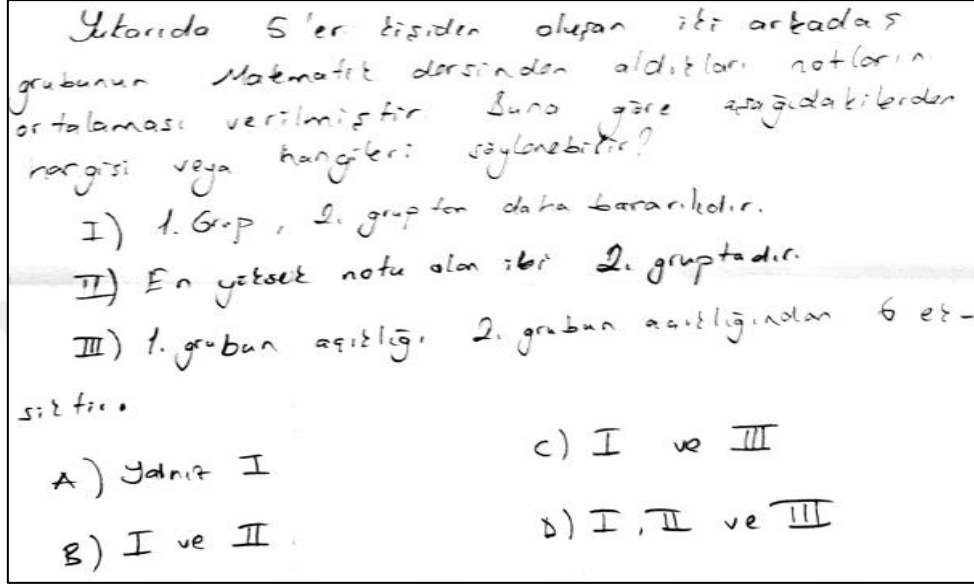 Yukarıda 5'er kişiden oluşan iki arkadaş
grubunun Matematik dersinden aldıkları notların
ortalaması verilmiştir. Buna göre aşağıdakilerden
hangisi veya hangileri söylenebilir?
I) 1. Grup, 2. grupten daha başarılıdır.
II) En yüksek notu alan 2. gruptadır.
III) 1. grubun açıklığı, 2. grubun açıklığından 6 ek-
siktir.
A) Yalnız I
C) I ve III
B) I ve II
D) I, II ve III